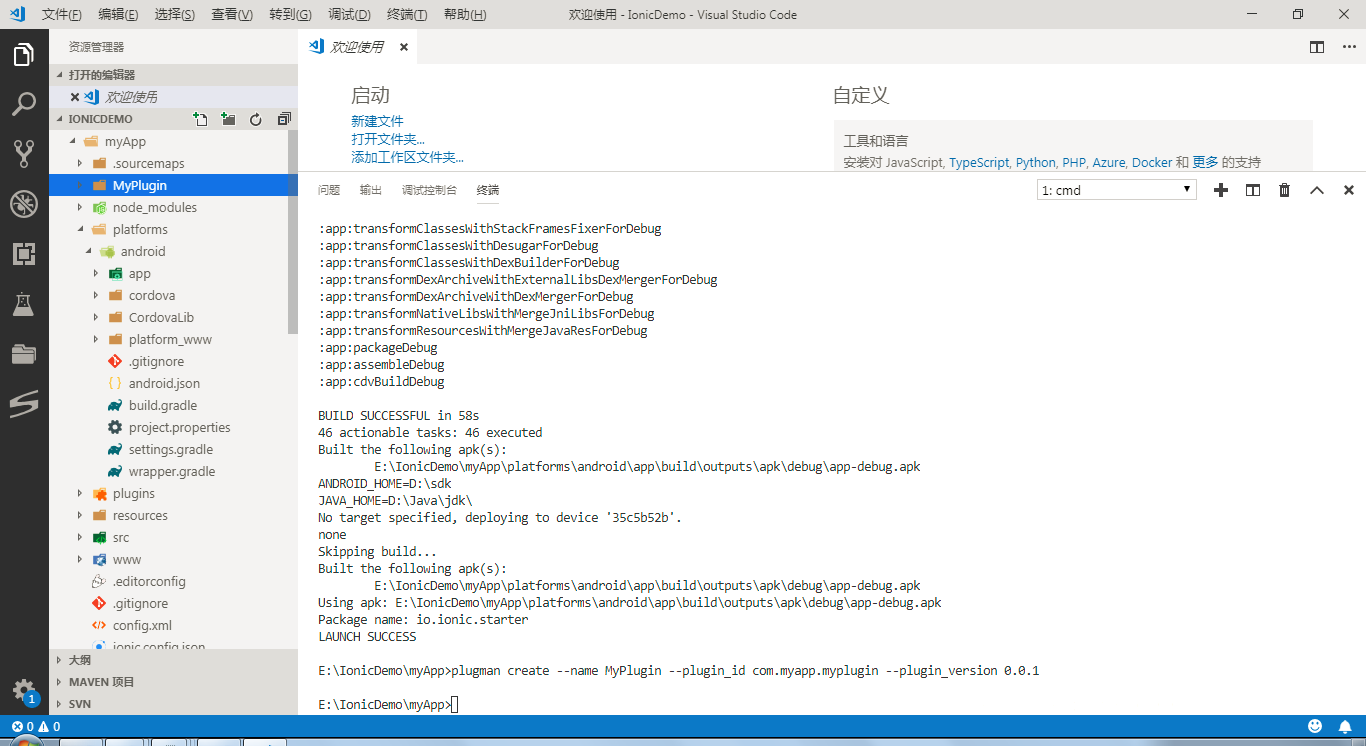 文件(F) 编辑(E) 选择(S) 查看(V) 转到(G) 调试(D) 终端(T) 帮助(H) 欢迎使用 - IonicDemo - Visual Studio Code
资源管理器
打开的编辑器
欢迎使用
IONICDEMO
myApp
.sourcemaps
MyPlugin
node_modules
platforms
android
app
cordova
CordovaLib
platform_www
.gitignore
android.json
build.gradle
project.properties
settings.gradle
wrapper.gradle
plugins
resources
src
www
.editorconfig
.gitignore
config.xml
ionic.config.json
大纲
MAVEN 项目
SVN
欢迎使用
启动
新建文件
打开文件夹...
添加工作区文件夹...
自定义
工具和语言
安装对 JavaScript, TypeScript, Python, PHP, Azure, Docker 和 更多 的支持
问题 输出 调试控制台 终端 1: cmd
:app:transformClassesWithStackFramesFixerForDebug
:app:transformClassesWithDesugarForDebug
:app:transformClassesWithDexBuilderForDebug
:app:transformDexArchiveWithExternalLibsDexMergerForDebug
:app:transformDexArchiveWithDexMergerForDebug
:app:transformNativeLibsWithMergeJniLibsForDebug
:app:transformResourcesWithMergeJavaResForDebug
:app:packageDebug
:app:assembleDebug
:app:cdvBuildDebug
BUILD SUCCESSFUL in 58s
46 actionable tasks: 46 executed
Built the following apk(s):
E:\IonicDemo\myApp\platforms\android\app\build\outputs\apk\debug\app-debug.apk
ANDROID_HOME=D:\sdk
JAVA_HOME=D:\Java\jdk\
No target specified, deploying to device '35c5b52b'.
none
Skipping build...
Built the following apk(s):
E:\IonicDemo\myApp\platforms\android\app\build\outputs\apk\debug\app-debug.apk
Using apk: E:\IonicDemo\myApp\platforms\android\app\build\outputs\apk\debug\app-debug.apk
Package name: io.ionic.starter
LAUNCH SUCCESS
E:\IonicDemo\myApp>plugman create --name MyPlugin --plugin_id com.myapp.myplugin --plugin_version 0.0.1
E:\IonicDemo\myApp>
1
0 0